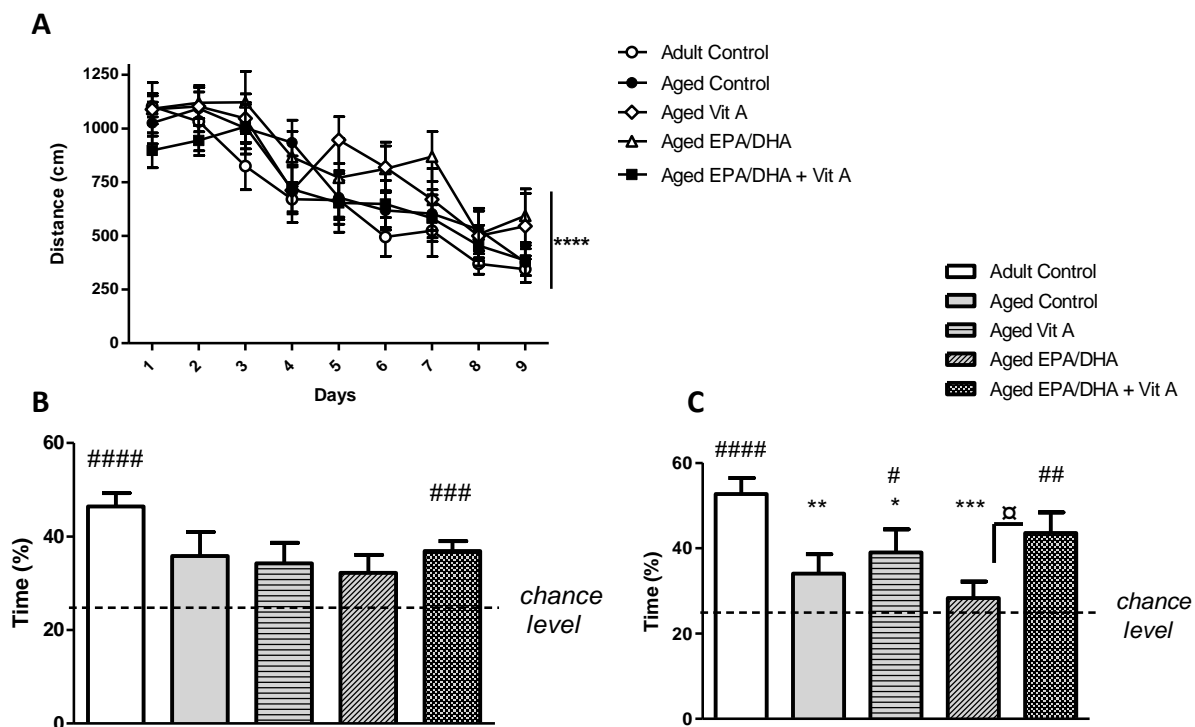 A
Adult Control
Aged Control
Aged Vit A
Aged EPA/DHA
Aged EPA/DHA + Vit A
Distance (cm)
1250
1000
750
500
250
0
****
1 2 3 4 5 6 7 8 9
Days
Adult Control
Aged Control
Aged Vit A
Aged EPA/DHA
Aged EPA/DHA + Vit A
B
Time (%)
60
40
20
0
####
###
chance
level
C
Time (%)
60
40
20
0
####
**
#
*
***
¤
##
chance
level